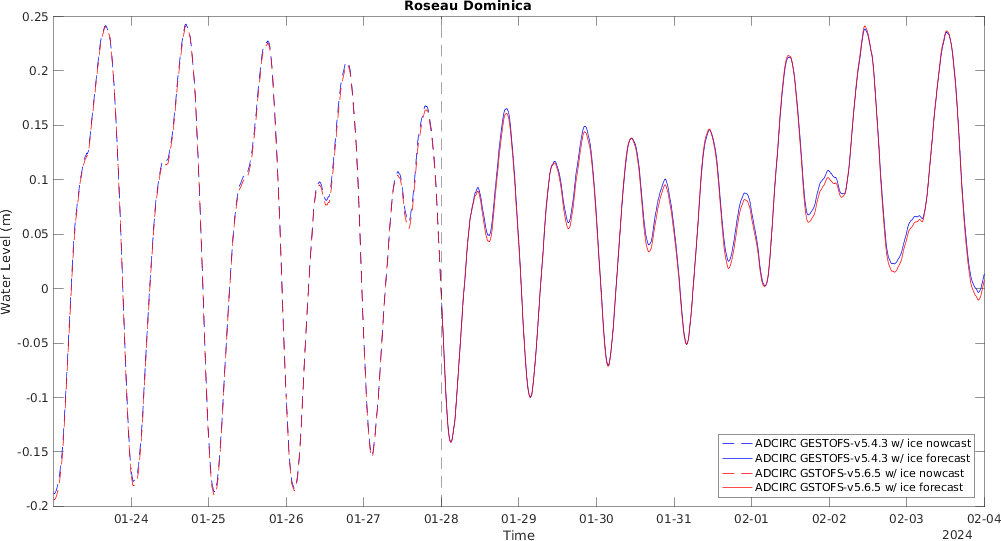 Roseau Dominica
Water Level (m)
0.25
0.2
0.15
0.1
0.05
0
-0.05
-0.1
-0.15
-0.2
ADCIRC GESTOFS-v5.4.3 w/ ice nowcast
ADCIRC GESTOFS-v5.4.3 w/ ice forecast
ADCIRC GSTOFS-v5.6.5 w/ ice nowcast
ADCIRC GSTOFS-v5.6.5 w/ ice forecast
01-24 01-25 01-26 01-27 01-28 01-29 01-30 01-31 02-01 02-02 02-03 02-04
Time
2024